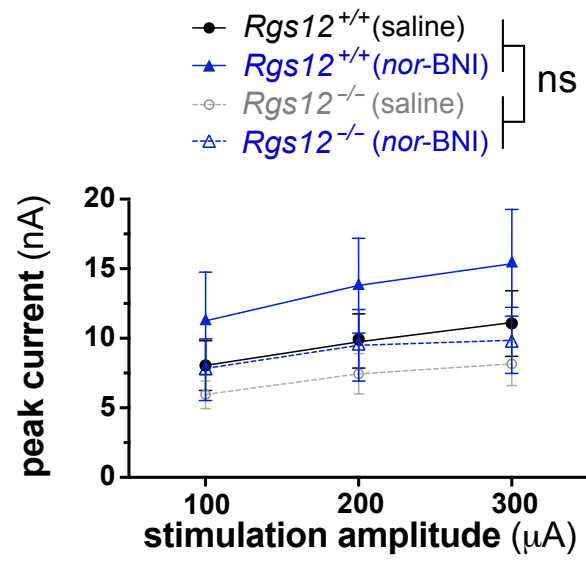 Rgs12+/+ (saline)
Rgs12+/+ (nor-BNI)
Rgs12−/− (saline)
Rgs12−/− (nor-BNI)
ns
20
15
10
5
0
peak current (nA)
100 200 300
stimulation amplitude (μA)